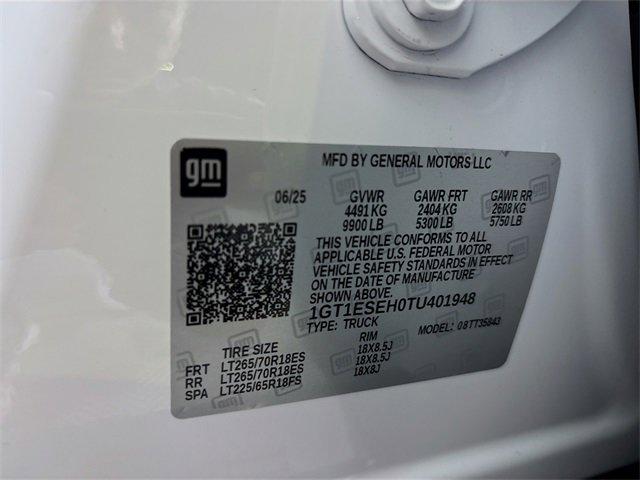 gm
MFD BY GENERAL MOTORS LLC
06/25 GVWR GAWR FRT GAWR RR
4491 KG 2404 KG 2608 KG
9900 LB 5300 LB 5750 LB
THIS VEHICLE CONFORMS TO ALL
APPLICABLE U.S. FEDERAL MOTOR
VEHICLE SAFETY STANDARDS IN EFFECT
ON THE DATE OF MANUFACTURE
SHOWN ABOVE.
1GT1ESEH0TU401948
TYPE: TRUCK MODEL: 08TT35843
TIRE SIZE RIM
FRT LT265/70R18ES 18X8.5J
RR LT265/70R18ES 18X8.5J
SPA LT225/65R18FS 18X8J